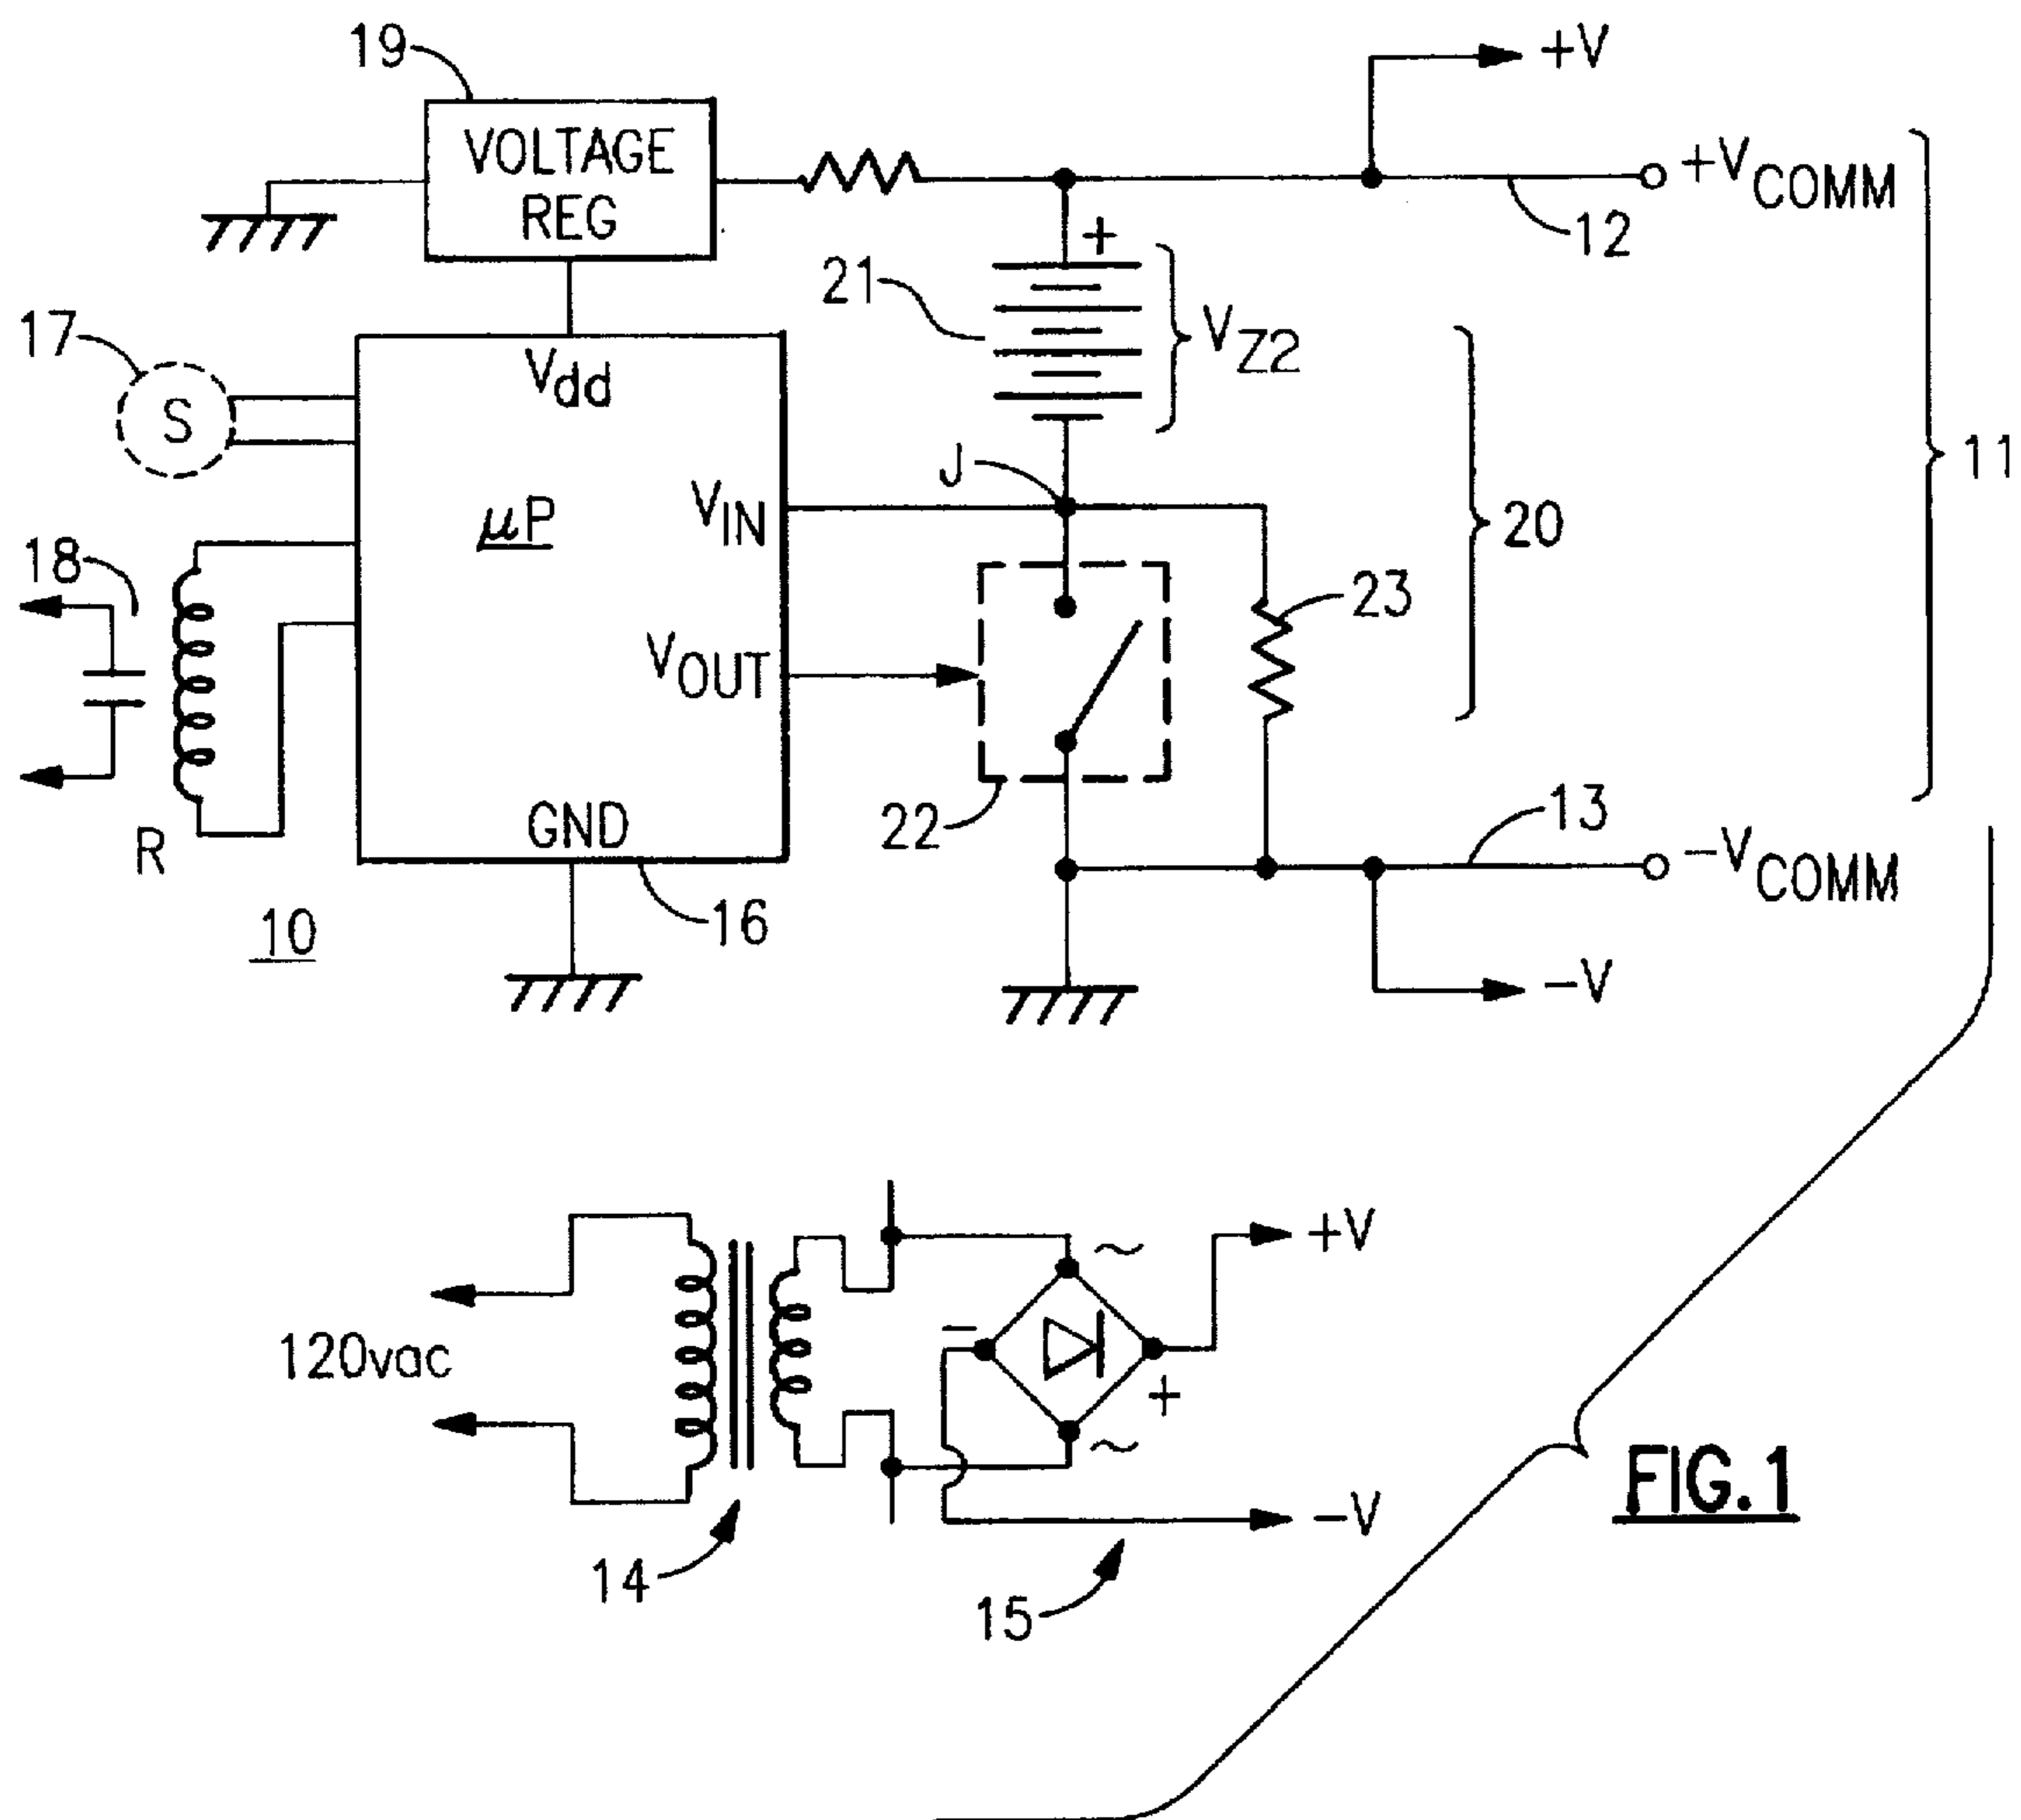 19
+V
VOLTAGE
REG
+VCOMM
12
+
21
VZ2
17
S
Vdd
J
11
VIN
20
μP
18
23
VOUT
22
13
GND
R
−VCOMM
16
10
−V
~
+V
−
120vac
+
~
FIG.1
−V
14
15